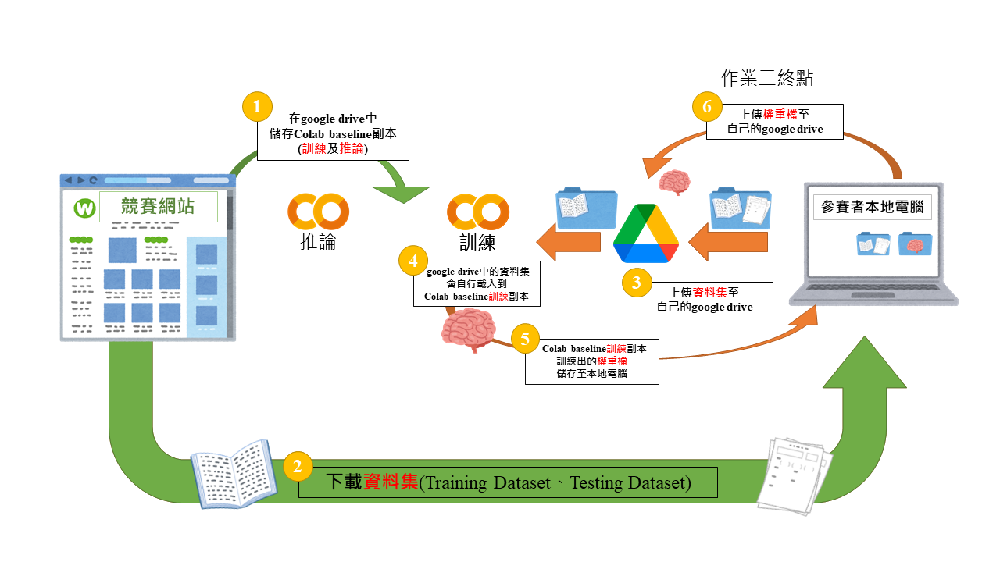 作業二終點
1
在google drive中
儲存Colab baseline副本
(訓練及推論)
6
上傳權重檔至
自己的google drive
W
競賽網站
推論
訓練
參賽者本地電腦
4
google drive中的資料集
會自行載入到
Colab baseline訓練副本
3
上傳資料集至
自己的google drive
5
Colab baseline訓練副本
訓練出的權重檔
儲存至本地電腦
2
下載資料集(Training Dataset、Testing Dataset)